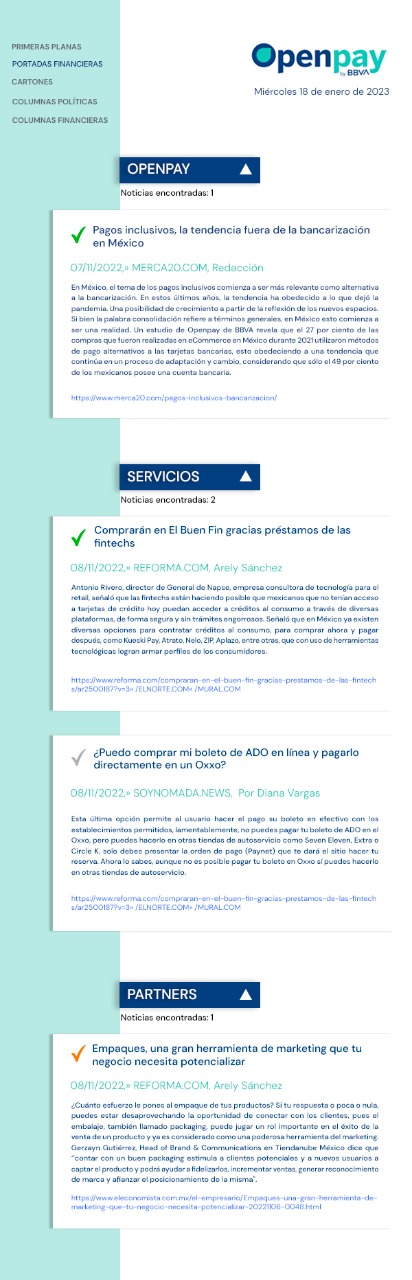 PRIMERAS PLANAS
PORTADAS FINANCIERAS
CARTONES
COLUMNAS POLÍTICAS
COLUMNAS FINANCIERAS
Openpay
by BBVA
Miércoles 18 de enero de 2023
OPENPAY
Noticias encontradas: 1
Pagos inclusivos, la tendencia fuera de la bancarización
en México
07/11/2022,» MERCA20.COM, Redacción
En México, el tema de los pagos inclusivos comienza a ser más relevante como alternativa
a la bancarización. En estos últimos años, la tendencia ha obedecido a lo que dejó la
pandemia. Una posibilidad de crecimiento a partir de la reflexión de los nuevos espacios.
Si bien la palabra consolidación refiere a términos generales, en México esto comienza a
ser una realidad. Un estudio de Openpay de BBVA revela que el 27 por ciento de las
compras que fueron realizadas en eCommerce en México durante 2021 utilizaron métodos
de pago alternativos a las tarjetas bancarias, esto obedeciendo a una tendencia que
continúa en un proceso de adaptación y cambio, considerando que sólo el 49 por ciento
de los mexicanos posee una cuenta bancaria.
https://www.merca20.com/pagos-inclusivos-bancarizacion/
SERVICIOS
Noticias encontradas: 2
Comprarán en El Buen Fin gracias préstamos de las
fintechs
08/11/2022,» REFORMA.COM, Arely Sánchez
Antonio Rivero, director de General de Napse, empresa consultora de tecnología para el
retail, señaló que las fintechs están haciendo posible que mexicanos que no tenían acceso
a tarjetas de crédito hoy puedan acceder a créditos al consumo a través de diversas
plataformas, de forma segura y sin trámites engorrosos. Señaló que en México ya existen
diversas opciones para contratar créditos al consumo, para comprar ahora y pagar
después, como Kueski Pay, Atrato, Nelo, ZIP, Aplazo, entre otras, que con uso de herramientas
tecnológicas logran armar perfiles de los consumidores.
https://www.reforma.com/compraran-en-el-buen-fin-gracias-prestamos-de-las-fintech
s/ar2500187?v=3» /ELNORTE.COM» /MURAL.COM
¿Puedo comprar mi boleto de ADO en línea y pagarlo
directamente en un Oxxo?
08/11/2022,» SOYNOMADA.NEWS, Por Diana Vargas
Esta última opción permite al usuario hacer el pago su boleto en efectivo con los
establecimientos permitidos, lamentablemente, no puedes pagar tu boleto de ADO en el
Oxxo, pero puedes hacerlo en otras tiendas de autoservicio como Seven Eleven, Extra o
Circle K, solo debes presentar la orden de pago (Paynet) que te dará el sitio hacer tu
reserva. Ahora lo sabes, aunque no es posible pagar tu boleto en Oxxo sí puedes hacerlo
en otras tiendas de autoservicio.
https://www.reforma.com/compraran-en-el-buen-fin-gracias-prestamos-de-las-fintech
s/ar2500187?v=3» /ELNORTE.COM» /MURAL.COM
PARTNERS
Noticias encontradas: 1
Empaques, una gran herramienta de marketing que tu
negocio necesita potencializar
08/11/2022,» REFORMA.COM, Arely Sánchez
¿Cuánto esfuerzo le pones al empaque de tus productos? Si tu respuesta o poca o nula,
puedes estar desaprovechando la oportunidad de conectar con los clientes, pues el
embalaje, también llamado packaging, puede jugar un rol importante en el éxito de la
venta de un producto y ya es considerado como una poderosa herramienta del marketing.
Gerzayn Gutiérrez, Head of Brand & Communications en Tiendanube México dice que
"contar con un buen packaging estimula a clientes potenciales y a nuevos usuarios a
captar el producto y podrá ayudar a fidelizarlos, incrementar ventas, generar reconocimiento
de marca y afianzar el posicionamiento de la misma".
https://www.eleconomista.com.mx/el-empresario/Empaques-una-gran-herramienta-de-
marketing-que-tu-negocio-necesita-potencializar-20221106-0048.html